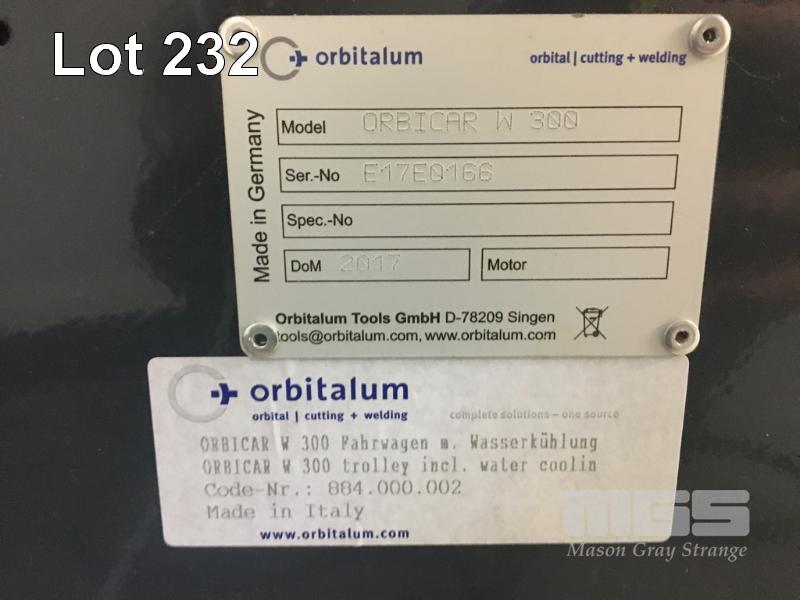 Lot 232
orbitalum
orbital | cutting + welding
Made in Germany
Model ORBICAR W 300
Ser.-No E17E0166
Spec.-No
DoM 2017 Motor
Orbitalum Tools GmbH D-78209 Singen
tools@orbitalum.com, www.orbitalum.com
orbitalum
orbital | cutting + welding complete solutions – one source
ORBICAR W 300 Fahrwagen m. Wasserkühlung
ORBICAR W 300 trolley incl. water coolin
Code-Nr.: 884.000.002
Made in Italy
www.orbitalum.com
MGS
Mason Gray Strange